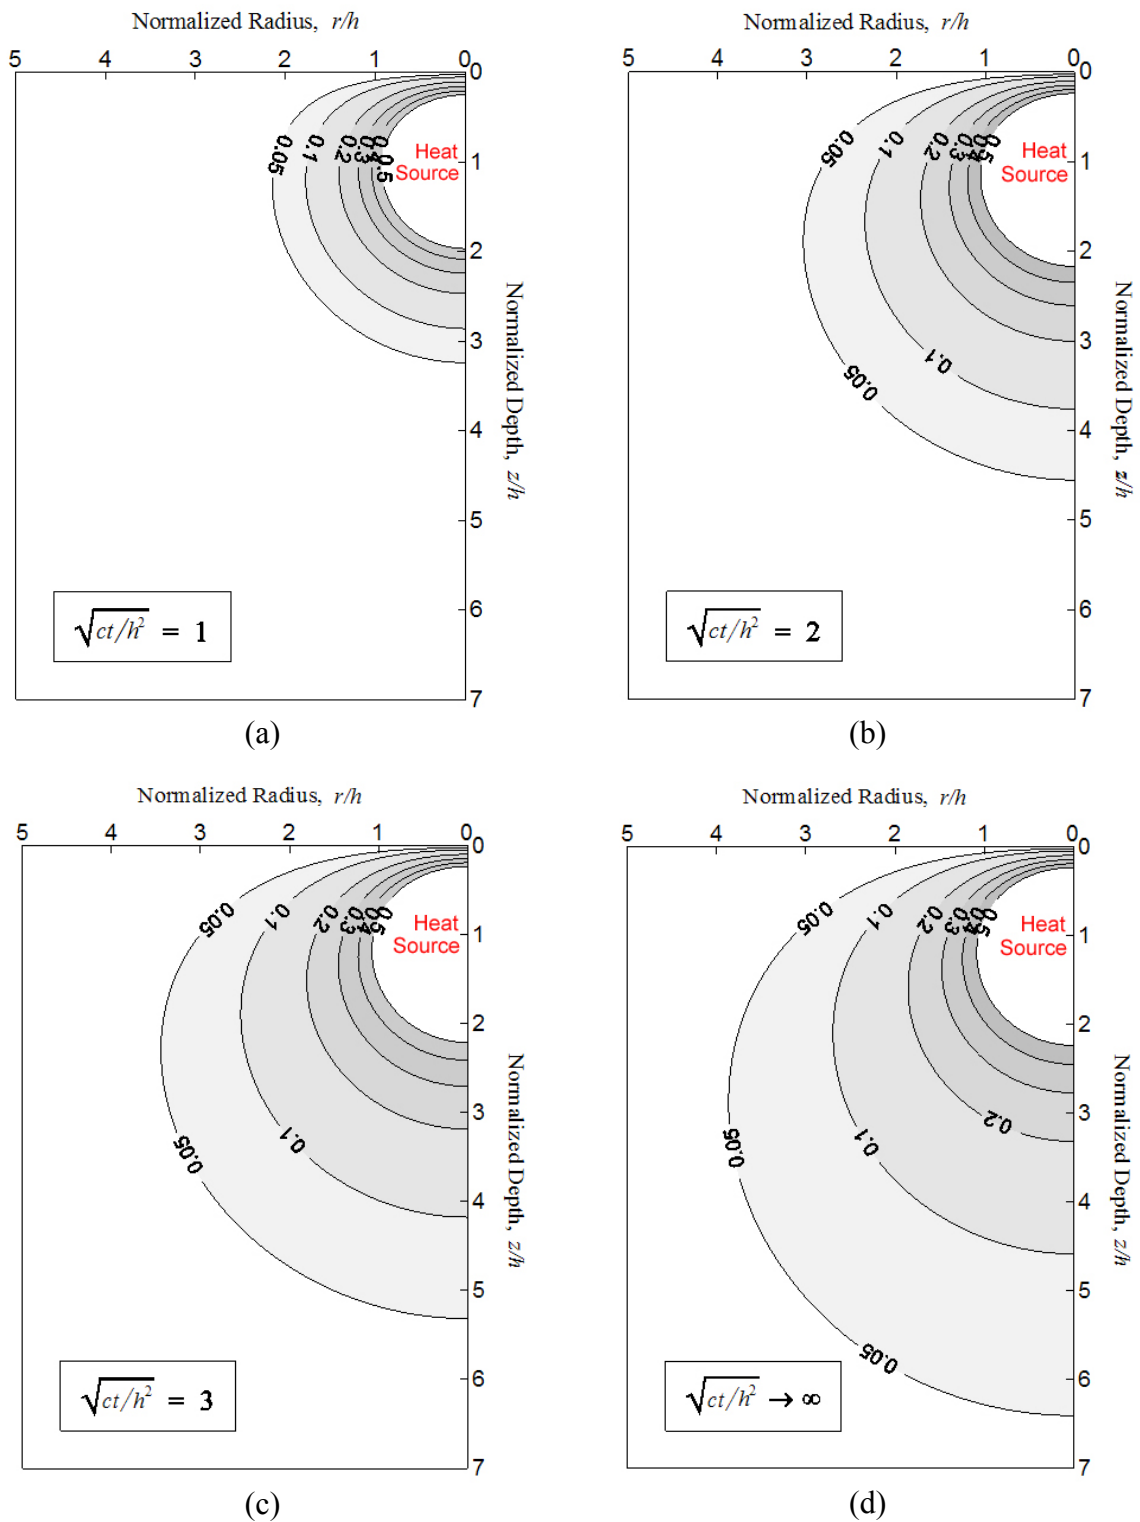 Normalized Radius, r/h
5 4 3 2 1 0
0.05 0.1 0.2 0.3 0.4 0.5
Heat
Source
1
2
3
4
5
6
7
Normalized Depth, z/h
√ct/h² = 1
(a)
Normalized Radius, r/h
5 4 3 2 1 0
0.05 0.1 0.2 0.3 0.4 0.5
Heat
Source
1
2
3
4
5
6
7
0.1
0.05
Normalized Depth, z/h
√ct/h² = 2
(b)
Normalized Radius, r/h
5 4 3 2 1 0
0.05 0.1 0.2 0.3 0.4 0.5
Heat
Source
1
2
3
4
5
6
7
0.1
0.05
Normalized Depth, z/h
√ct/h² = 3
(c)
Normalized Radius, r/h
5 4 3 2 1 0
0.05 0.1 0.2 0.3 0.4 0.5
Heat
Source
1
2
3
4
5
6
7
0.2
0.1
0.05
0.05
Normalized Depth, z/h
√ct/h² → ∞
(d)